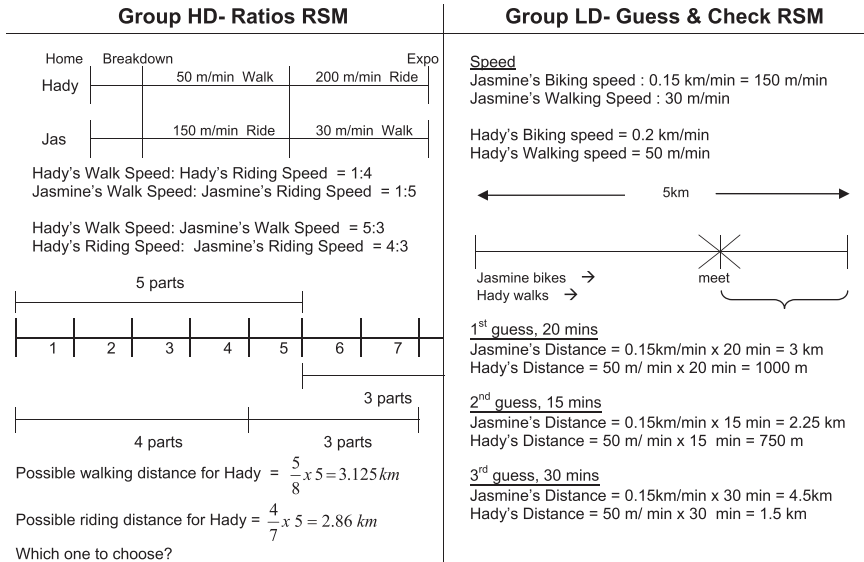 Group HD- Ratios RSM
Home Breakdown Expo
Hady 50 m/min Walk 200 m/min Ride
Jas 150 m/min Ride 30 m/min Walk
Hady's Walk Speed: Hady's Riding Speed = 1:4
Jasmine's Walk Speed: Jasmine's Riding Speed = 1:5
Hady's Walk Speed: Jasmine's Walk Speed = 5:3
Hady's Riding Speed: Jasmine's Riding Speed = 4:3
5 parts
1 2 3 4 5 6 7
3 parts
4 parts 3 parts
Possible walking distance for Hady = 5/8 x 5 = 3.125 km
Possible riding distance for Hady = 4/7 x 5 = 2.86 km
Which one to choose?
Group LD- Guess & Check RSM
Speed
Jasmine's Biking speed : 0.15 km/min = 150 m/min
Jasmine's Walking Speed : 30 m/min
Hady's Biking speed = 0.2 km/min
Hady's Walking speed = 50 m/min
5km
Jasmine bikes → meet
Hady walks →
1st guess, 20 mins
Jasmine's Distance = 0.15km/min x 20 min = 3 km
Hady's Distance = 50 m/ min x 20 min = 1000 m
2nd guess, 15 mins
Jasmine's Distance = 0.15km/min x 15 min = 2.25 km
Hady's Distance = 50 m/ min x 15 min = 750 m
3rd guess, 30 mins
Jasmine's Distance = 0.15km/min x 30 min = 4.5km
Hady's Distance = 50 m/ min x 30 min = 1.5 km